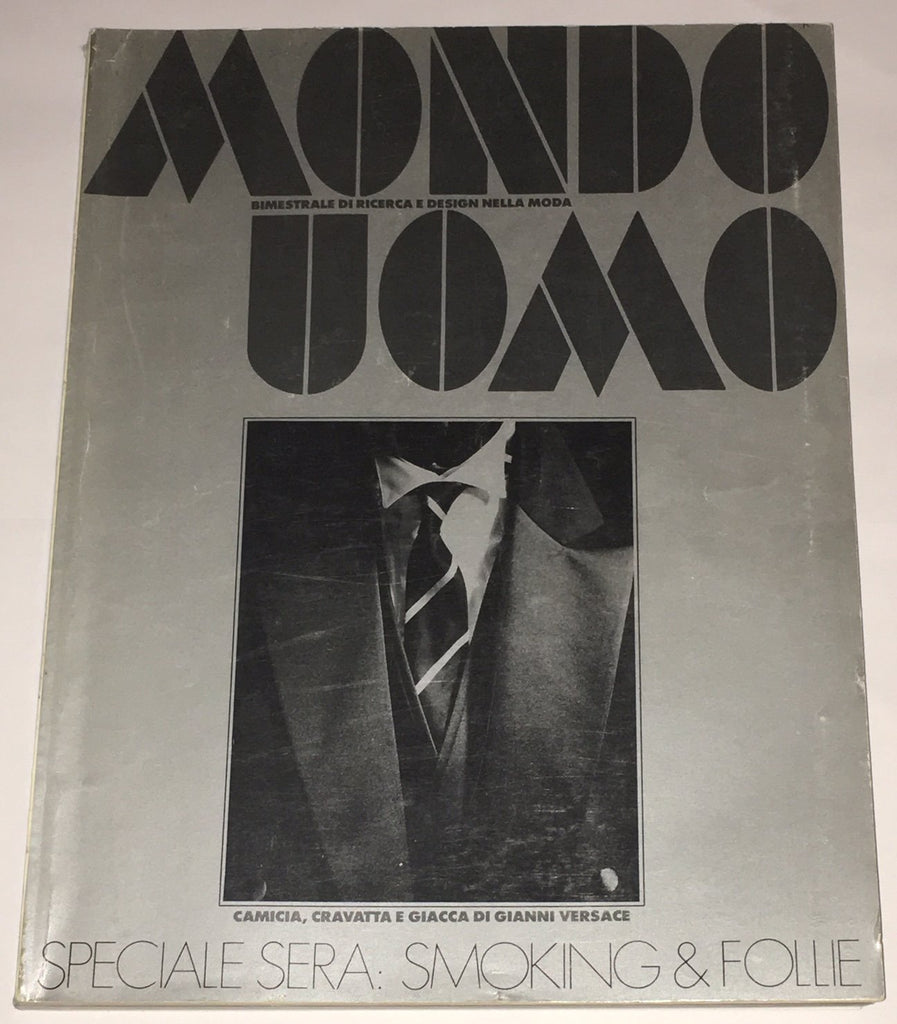 MONDO
BIMESTRALE DI RICERCA E DESIGN NELLA MODA
UOMO
CAMICIA, CRAVATTA E GIACCA DI GIANNI VERSACE
SPECIALE SERA: SMOKING & FOLLIE